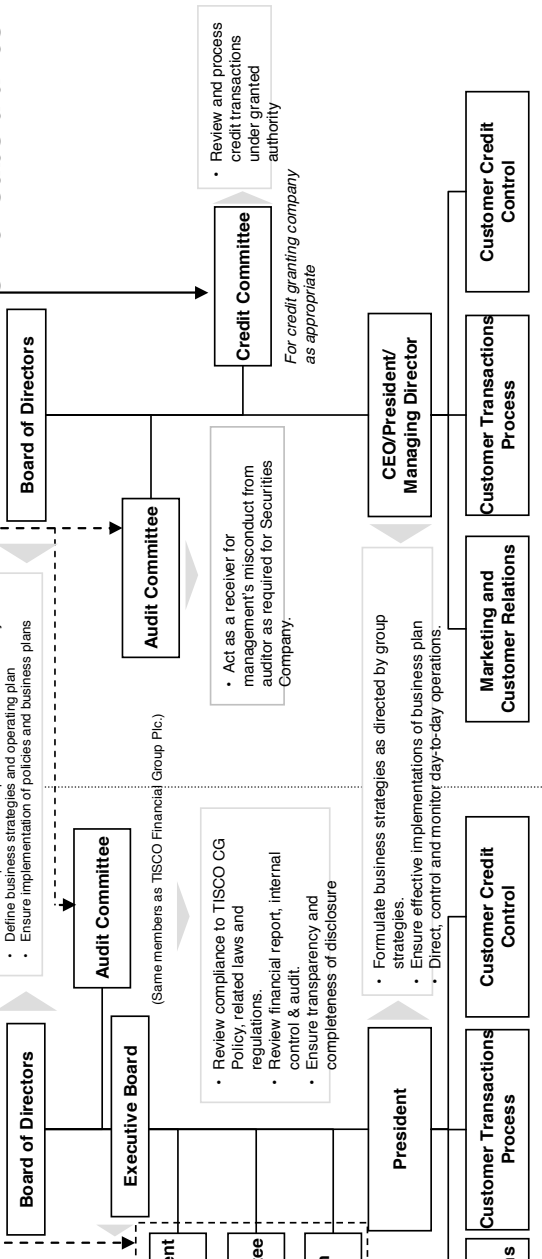 • Define business strategies and operating plan
• Ensure implementation of policies and business plans
Board of Directors
Board of Directors
Audit Committee
Executive Board
(Same members as TISCO Financial Group Plc.)
Audit Committee
• Review compliance to TISCO CG
Policy, related laws and
regulations.
• Review financial report, internal
control & audit.
• Ensure transparency and
completeness of disclosure
• Act as a receiver for
management's misconduct from
auditor as required for Securities
Company.
Credit Committee
For credit granting company
as appropriate
• Review and process
credit transactions
under granted
authority
President
• Formulate business strategies as directed by group
strategies.
• Ensure effective implementations of business plan
• Direct, control and monitor day-to-day operations.
CEO/President/
Managing Director
Customer Transactions
Process
Customer Credit
Control
Marketing and
Customer Relations
Customer Transactions
Process
Customer Credit
Control